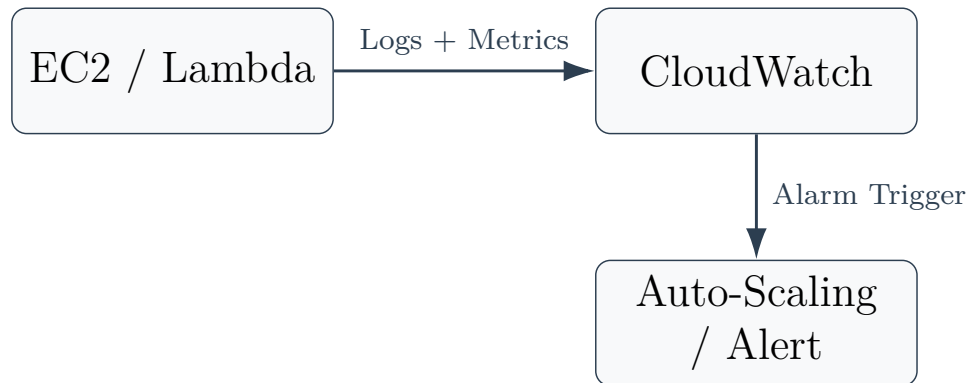 EC2 / Lambda
Logs + Metrics
CloudWatch
Alarm Trigger
Auto-Scaling
/ Alert